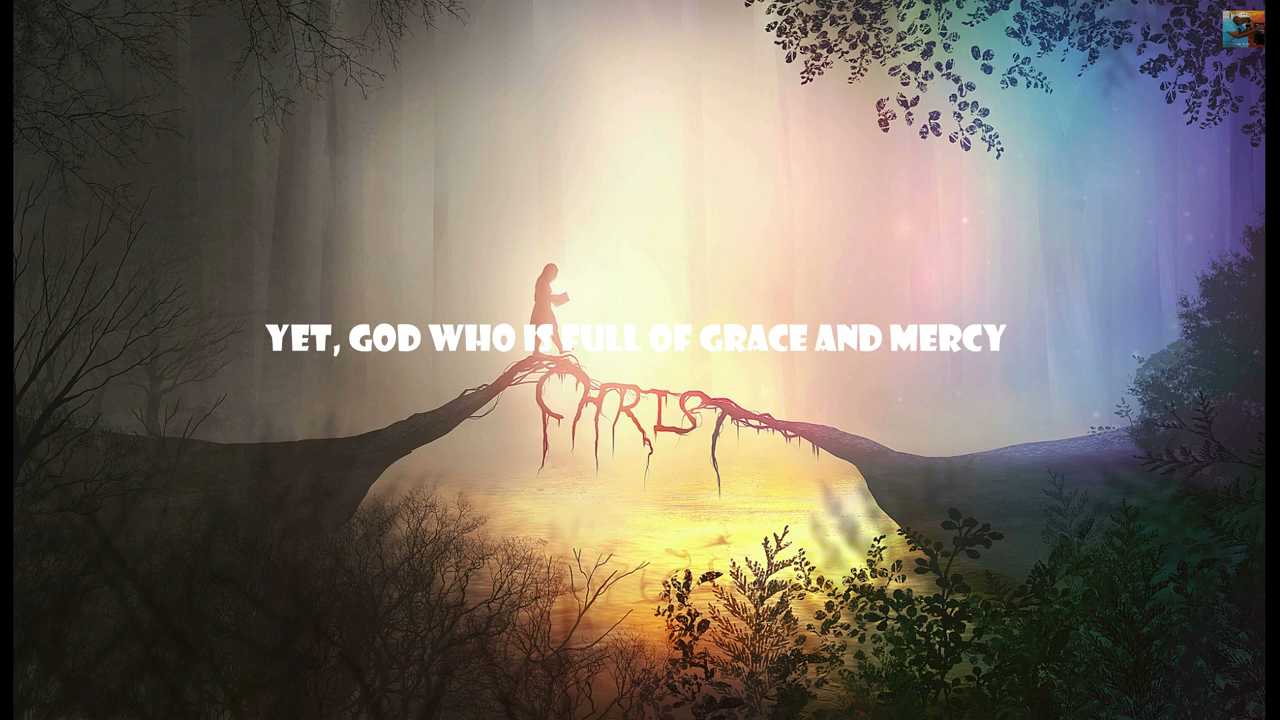 YET, GOD WHO IS FULL OF GRACE AND MERCY
CHRIST